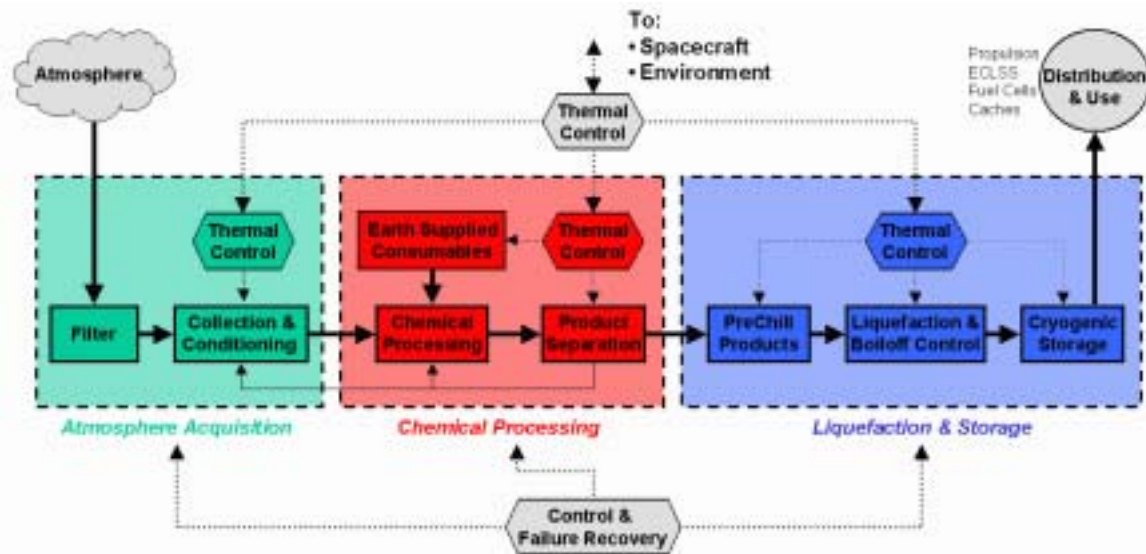 To:
• Spacecraft
• Environment
Atmosphere
Propulsion
ECLSS
Fuel Cells
Caches
Distribution
& Use
Thermal
Control
Thermal
Control
Earth Supplied
Consumables
Thermal
Control
Thermal
Control
Filter
Collection &
Conditioning
Chemical
Processing
Product
Separation
PreChill
Products
Liquefaction &
Boiloff Control
Cryogenic
Storage
Atmosphere Acquisition
Chemical Processing
Liquefaction & Storage
Control &
Failure Recovery